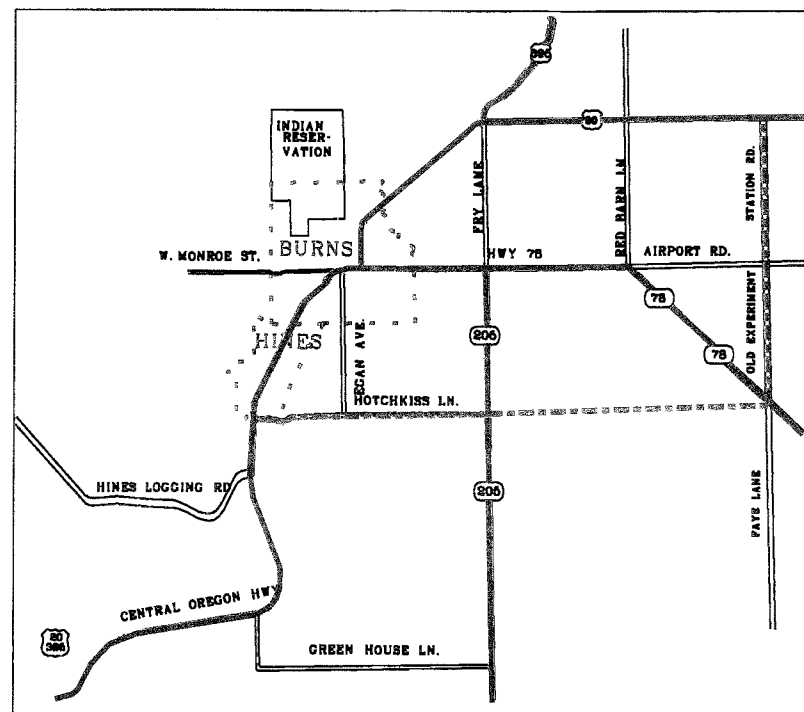 395
INDIAN
RESER-
VATION
20
FRY LANE
RED BARN LN
STATION RD.
W. MONROE ST.
BURNS
HWY 78
AIRPORT RD.
78
HINES
EGAN AVE.
205
78
OLD EXPERIMENT
HOTCHKISS LN.
HINES LOGGING RD
205
FAYE LANE
CENTRAL OREGON HWY
20
395
GREEN HOUSE LN.